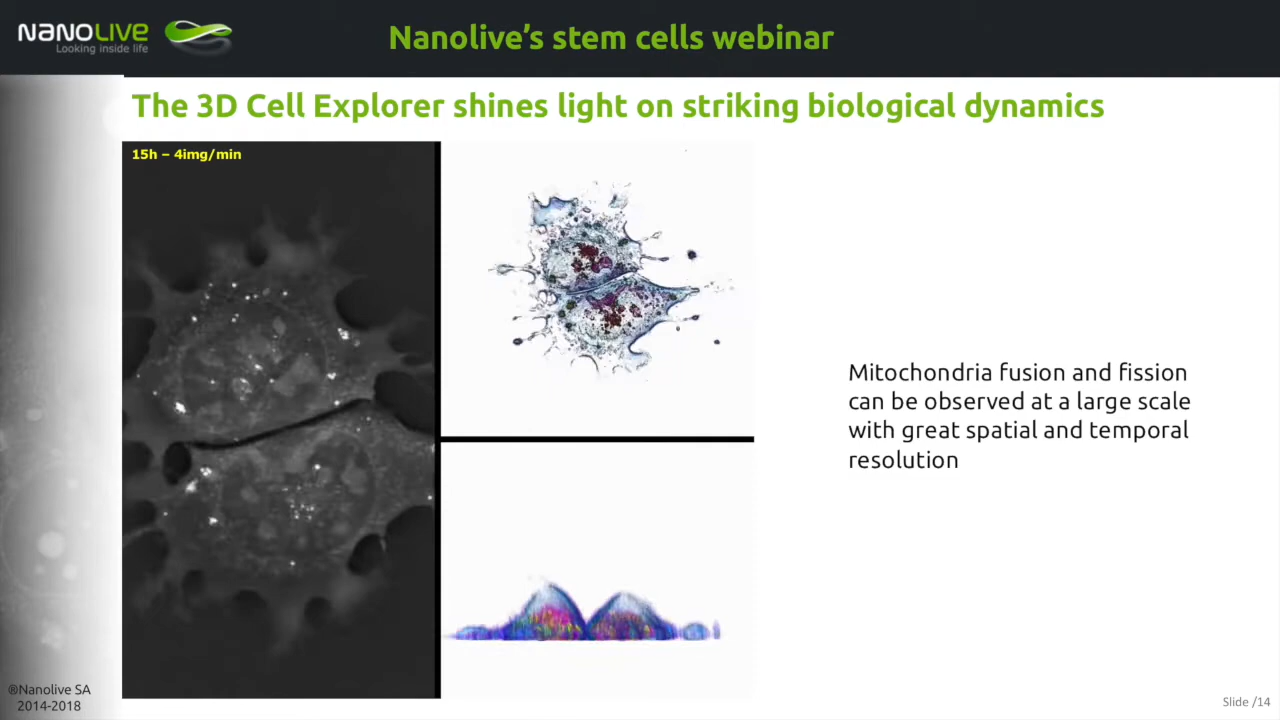 NANOLIVE
Looking inside life
Nanolive’s stem cells webinar
The 3D Cell Explorer shines light on striking biological dynamics
15h – 4img/min
Mitochondria fusion and fission
can be observed at a large scale
with great spatial and temporal
resolution
®Nanolive SA
2014-2018
Slide /14